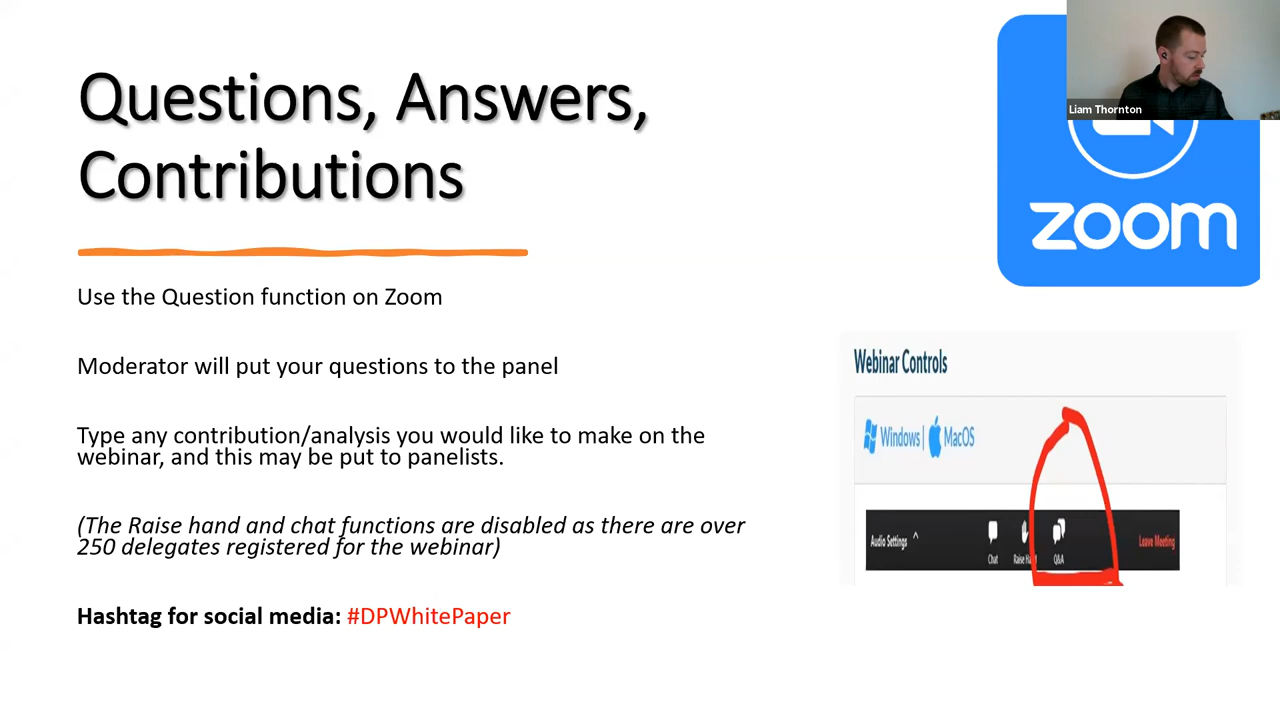 Questions, Answers,
Contributions
Liam Thornton
zoom
Use the Question function on Zoom
Moderator will put your questions to the panel
Type any contribution/analysis you would like to make on the
webinar, and this may be put to panelists.
(The Raise hand and chat functions are disabled as there are over
250 delegates registered for the webinar)
Hashtag for social media: #DPWhitePaper
Webinar Controls
Windows | MacOS
Audio Settings ^ Chat Raise Q&A Leave Meeting